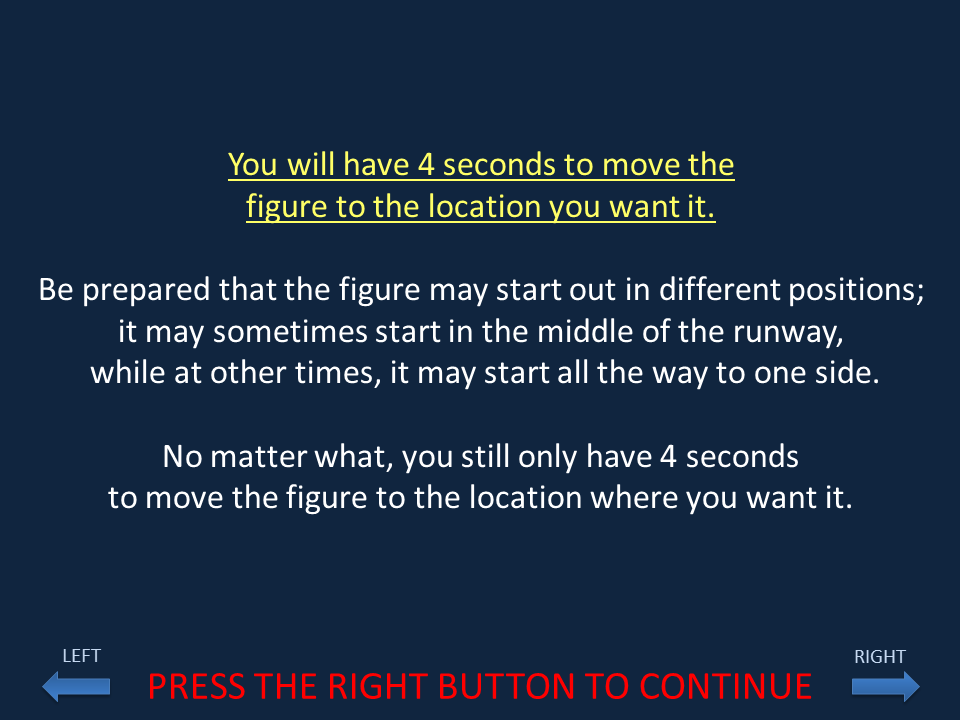 You will have 4 seconds to move the
figure to the location you want it.
Be prepared that the figure may start out in different positions;
it may sometimes start in the middle of the runway,
while at other times, it may start all the way to one side.
No matter what, you still only have 4 seconds
to move the figure to the location where you want it.
LEFT
RIGHT
PRESS THE RIGHT BUTTON TO CONTINUE